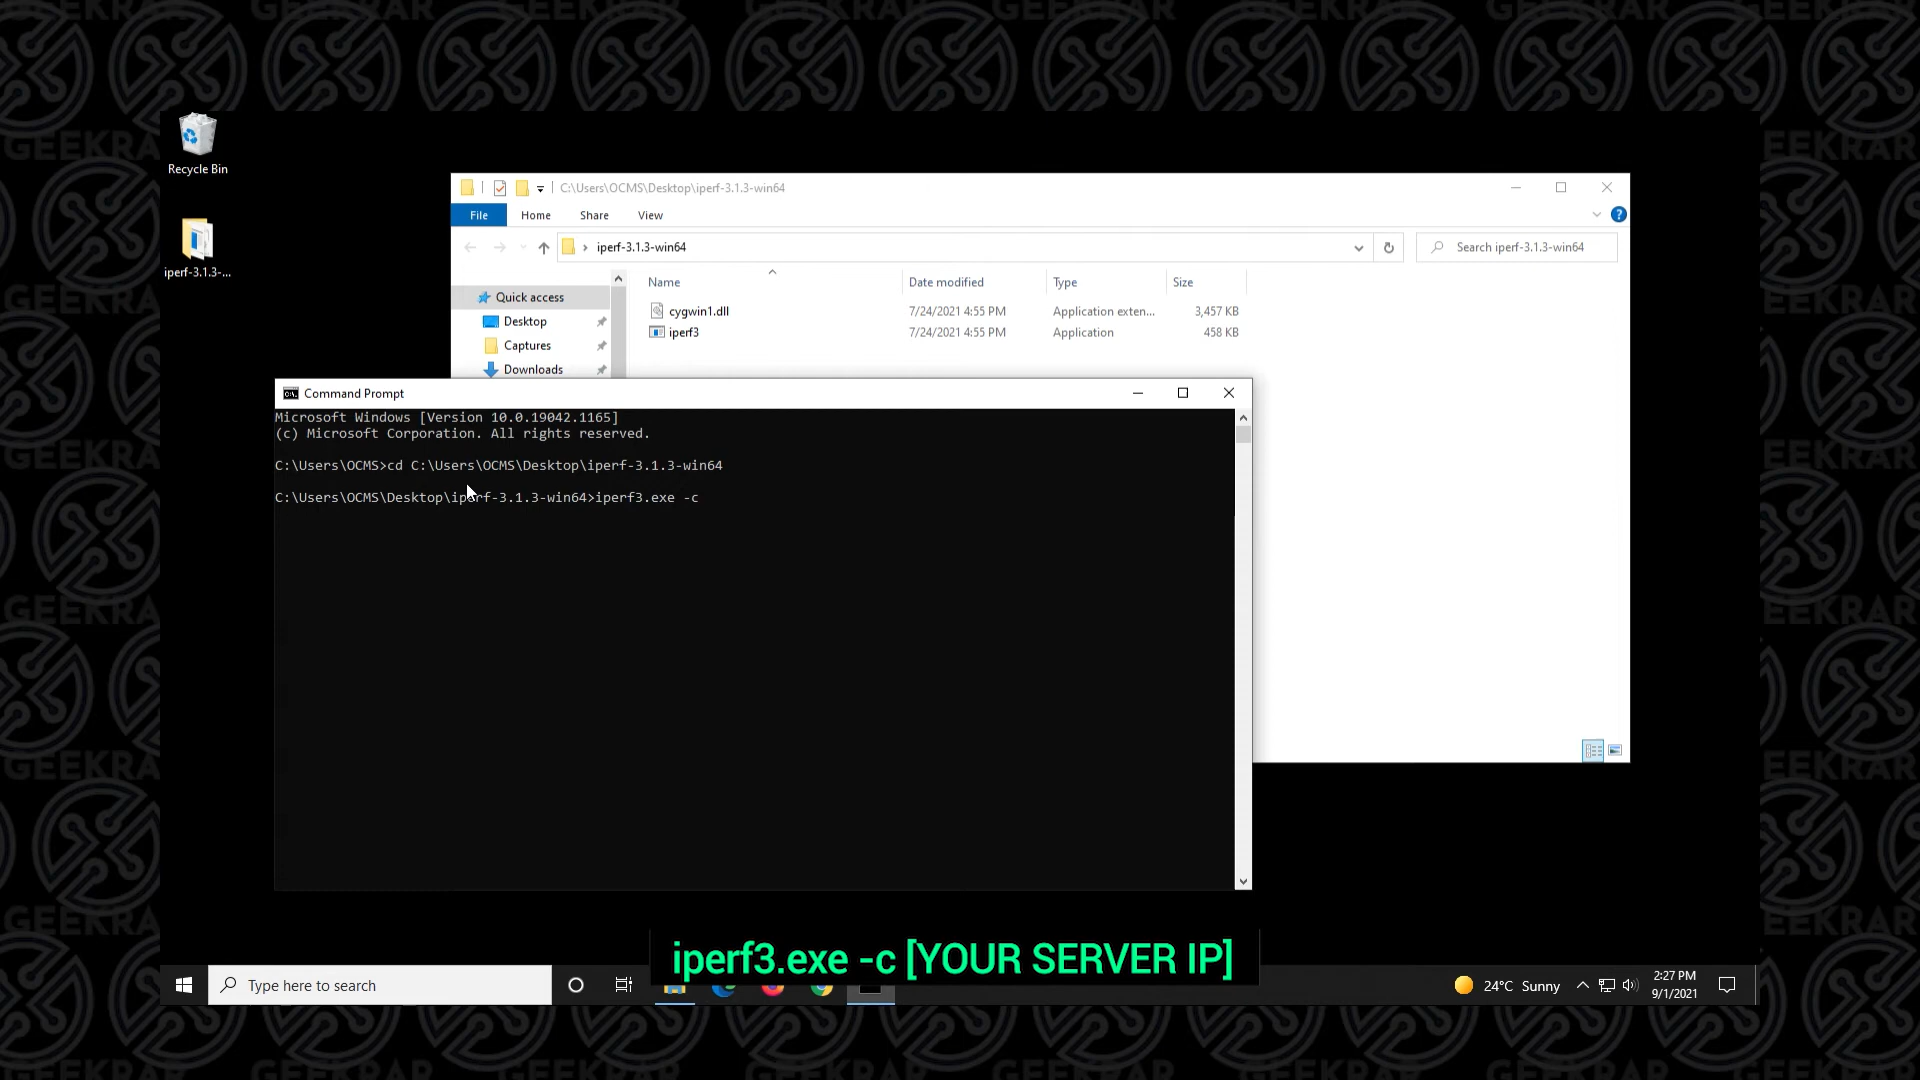 Recycle Bin
iperf-3.1.3-...
C:\Users\OCMS\Desktop\iperf-3.1.3-win64
File Home Share View
iperf-3.1.3-win64
Search iperf-3.1.3-win64
Name Date modified Type Size
Quick access
Desktop
Captures
Downloads
cygwin1.dll 7/24/2021 4:55 PM Application exten... 3,457 KB
iperf3 7/24/2021 4:55 PM Application 458 KB
Command Prompt
Microsoft Windows [Version 10.0.19042.1165]
(c) Microsoft Corporation. All rights reserved.
C:\Users\OCMS>cd C:\Users\OCMS\Desktop\iperf-3.1.3-win64
C:\Users\OCMS\Desktop\iperf-3.1.3-win64>iperf3.exe -c
iperf3.exe -c [YOUR SERVER IP]
Type here to search
24°C Sunny
2:27 PM
9/1/2021
GEEKRAR